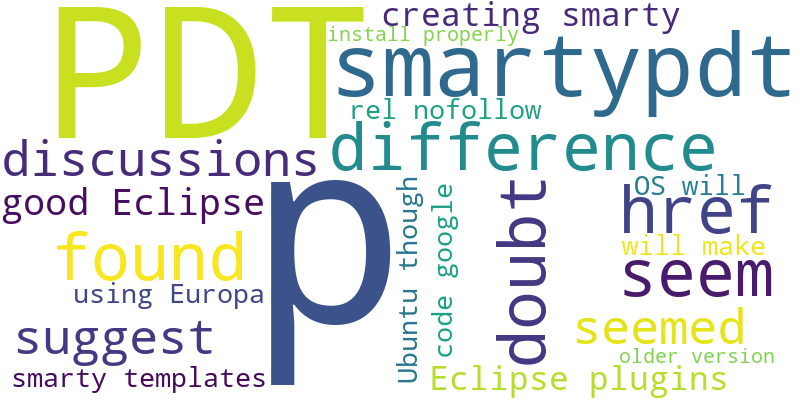 creating smarty
PDT
install properly
smartypdt
rel nofollow
difference
discussions
p
good Eclipse
Ubuntu though
code google
doubt
OS will
href
found
will make
seem
using Europa
suggest
seemed
older version
smarty templates
Eclipse plugins